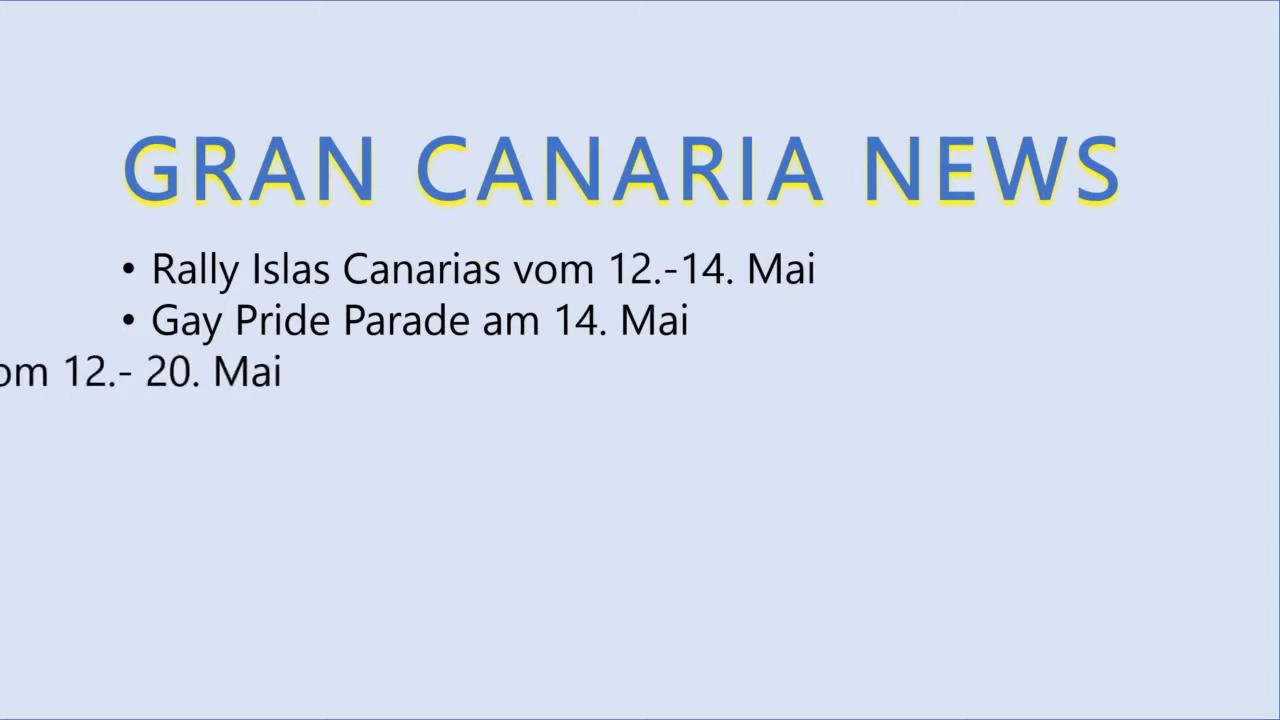 GRAN CANARIA NEWS
• Rally Islas Canarias vom 12.-14. Mai
• Gay Pride Parade am 14. Mai
om 12.- 20. Mai